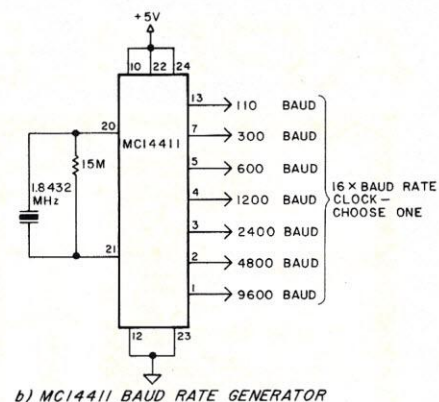 +5V
10 22 24
13 110 BAUD
20 7 300 BAUD
MC14411
15M 5 600 BAUD
4 1200 BAUD
16 X BAUD RATE
CLOCK –
CHOOSE ONE
1.8432
MHz
3 2400 BAUD
21 2 4800 BAUD
1 9600 BAUD
12 23
b) MC14411 BAUD RATE GENERATOR